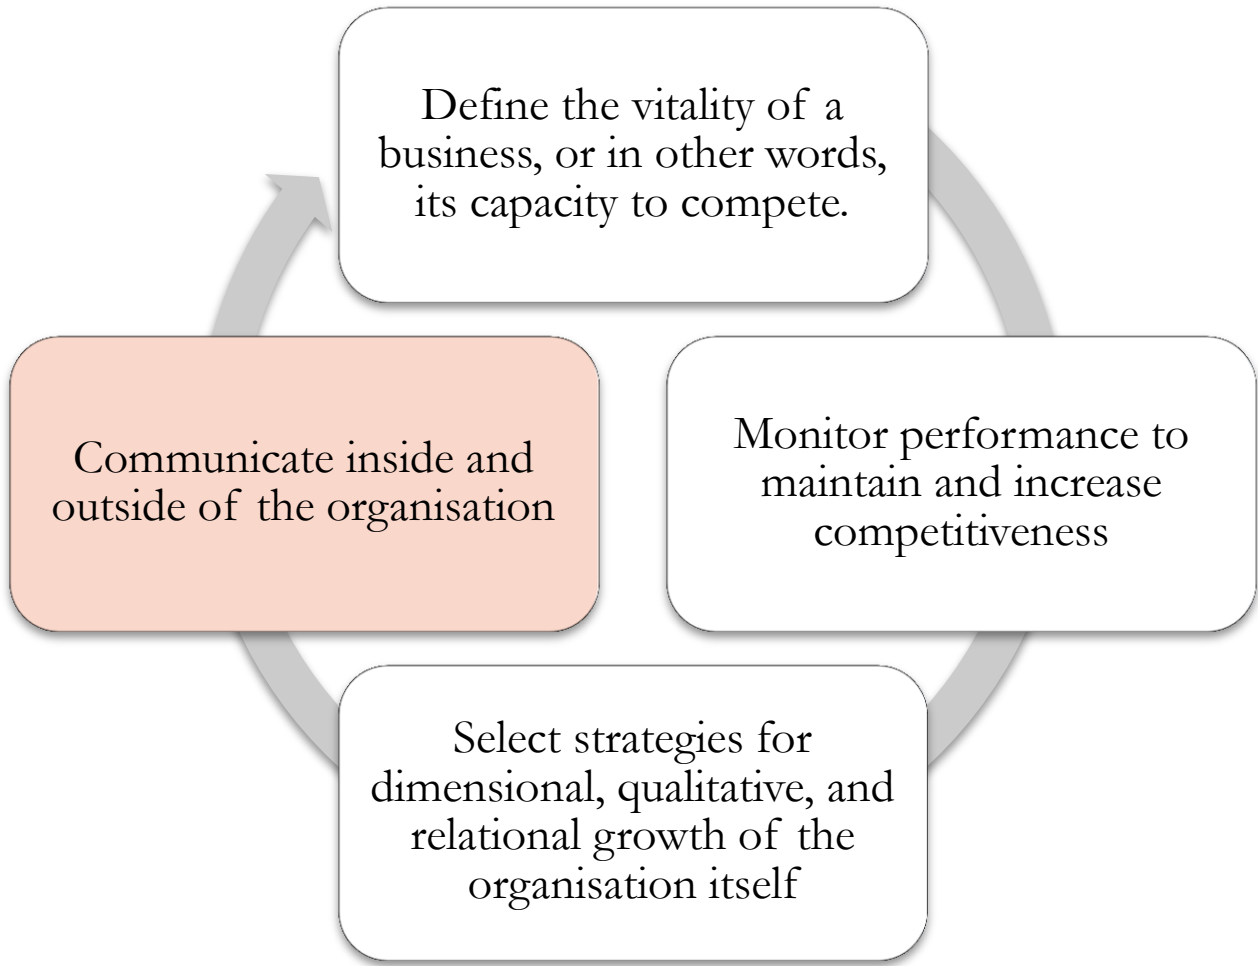 Define the vitality of a
business, or in other words,
its capacity to compete.
Communicate inside and
outside of the organisation
Monitor performance to
maintain and increase
competitiveness
Select strategies for
dimensional, qualitative, and
relational growth of the
organisation itself